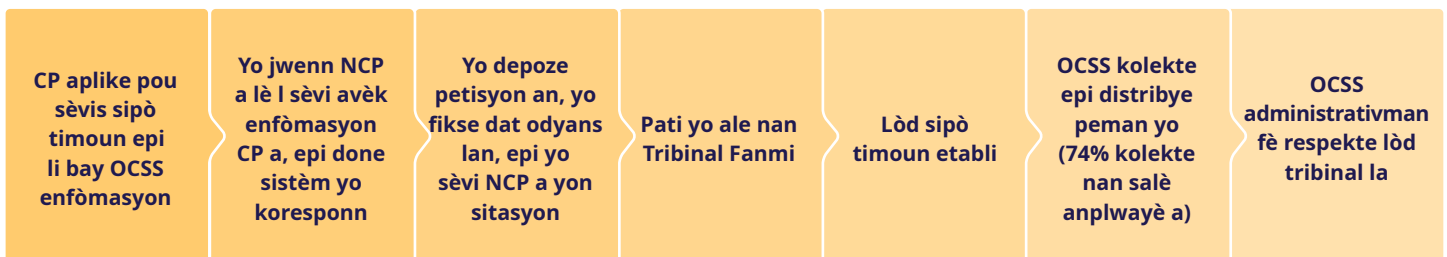 CP aplike pou
sèvis sipò
timoun epi
li bay OCSS
enfòmasyon
Yo jwenn NCP
a lè l sèvi avèk
enfòmasyon
CP a, epi done
sistèm yo
koresponn
Yo depoze
petisyon an, yo
fikse dat odyans
lan, epi yo
sèvi NCP a yon
sitasyon
Pati yo ale nan
Tribinal Fanmi
Lòd sipò
timoun etabli
OCSS kolekte
epi distribye
peman yo
(74% kolekte
nan salè
anplwayè a)
OCSS
administrativman
fè respekte lòd
tribinal la